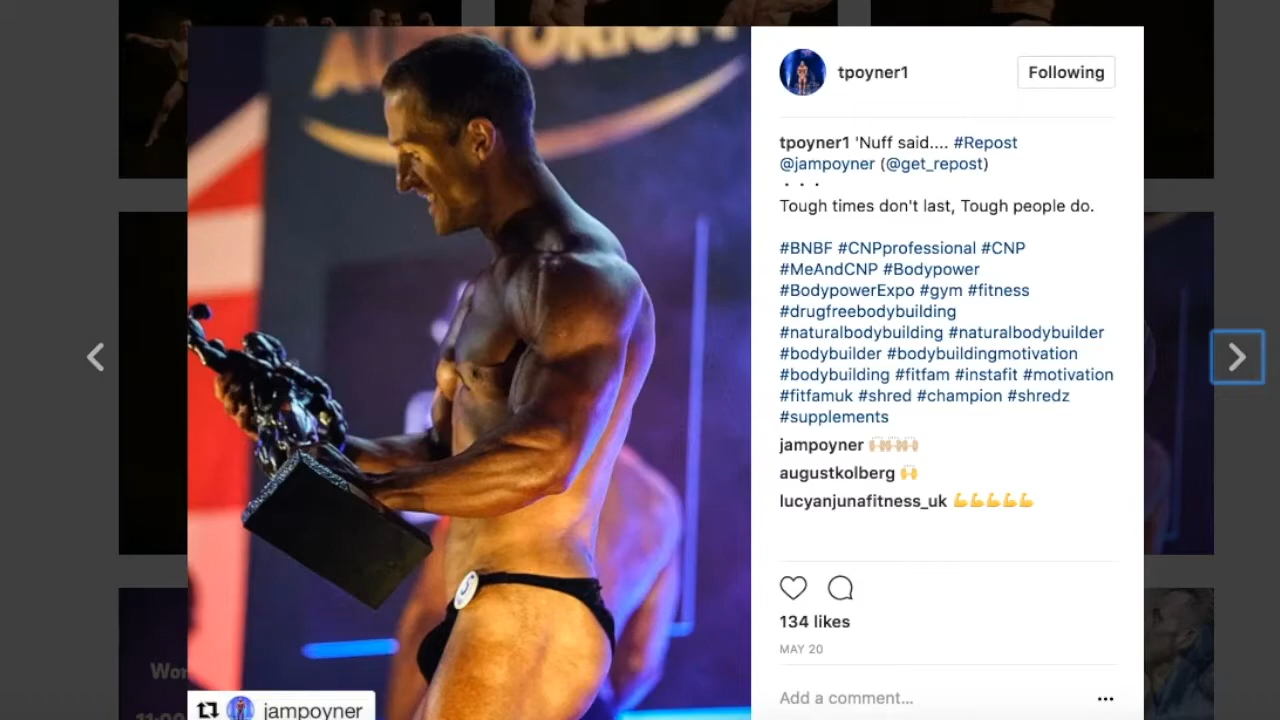 tpoyner1
Following
tpoyner1 'Nuff said.... #Repost
@jampoyner (@get_repost)
・・・
Tough times don't last, Tough people do.
#BNBF #CNPprofessional #CNP
#MeAndCNP #Bodypower
#BodypowerExpo #gym #fitness
#drugfreebodybuilding
#naturalbodybuilding #naturalbodybuilder
#bodybuilder #bodybuildingmotivation
#bodybuilding #fitfam #instafit #motivation
#fitfamuk #shred #champion #shredz
#supplements
jampoyner 🙌🏼🙌🏼🙌🏼
augustkolberg 🙌
lucyanjunafitness_uk 💪💪💪💪💪
134 likes
MAY 20
Add a comment...
jampoyner